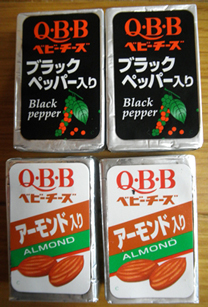 Q·B·B
ベビーチーズ
ブラック
ペッパー入り
Black
pepper
Q·B·B
ベビーチーズ
ブラック
ペッパー入り
Black
pepper
Q·B·B
ベビーチーズ
アーモンド入り
ALMOND
Q·B·B
ベビーチーズ
アーモンド入り
ALMOND